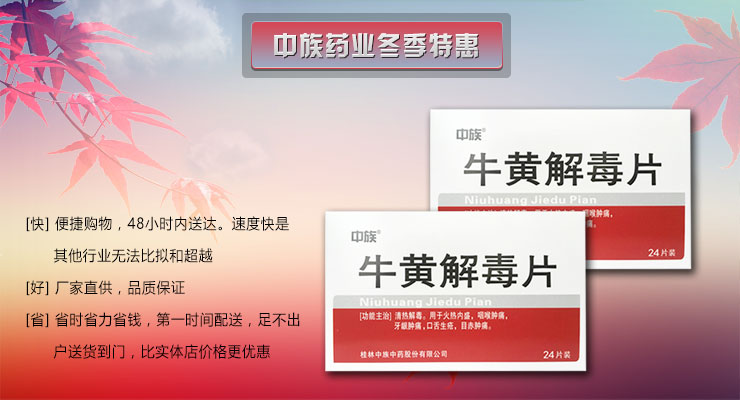 中族药业冬季特惠
[快] 便捷购物，48小时内送达。速度快是
其他行业无法比拟和超越
[好] 厂家直供，品质保证
[省] 省时省力省钱，第一时间配送，足不出
户送货到门，比实体店价格更优惠
中族®
牛黄解毒片
Niuhuang Jiedu Pian
24片装
中族®
牛黄解毒片
Niuhuang Jiedu Pian
[功能主治] 清热解毒。用于火热内盛，咽喉肿痛，
牙龈肿痛，口舌生疮，目赤肿痛。
桂林中族中药股份有限公司
24片装